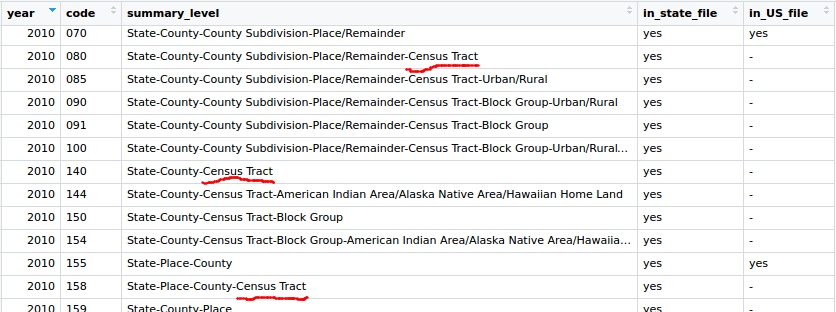 year code summary_level in_state_file in_US_file
2010 070 State-County-County Subdivision-Place/Remainder yes yes
2010 080 State-County-County Subdivision-Place/Remainder-Census Tract yes -
2010 085 State-County-County Subdivision-Place/Remainder-Census Tract-Urban/Rural yes -
2010 090 State-County-County Subdivision-Place/Remainder-Census Tract-Block Group-Urban/Rural yes -
2010 091 State-County-County Subdivision-Place/Remainder-Census Tract-Block Group yes -
2010 100 State-County-County Subdivision-Place/Remainder-Census Tract-Block Group-Urban/Rural... yes -
2010 140 State-County-Census Tract yes -
2010 144 State-County-Census Tract-American Indian Area/Alaska Native Area/Hawaiian Home Land yes -
2010 150 State-County-Census Tract-Block Group yes -
2010 154 State-County-Census Tract-Block Group-American Indian Area/Alaska Native Area/Hawaiia... yes -
2010 155 State-Place-County yes yes
2010 158 State-Place-County-Census Tract yes -
2010 159 State-County-Place yes -